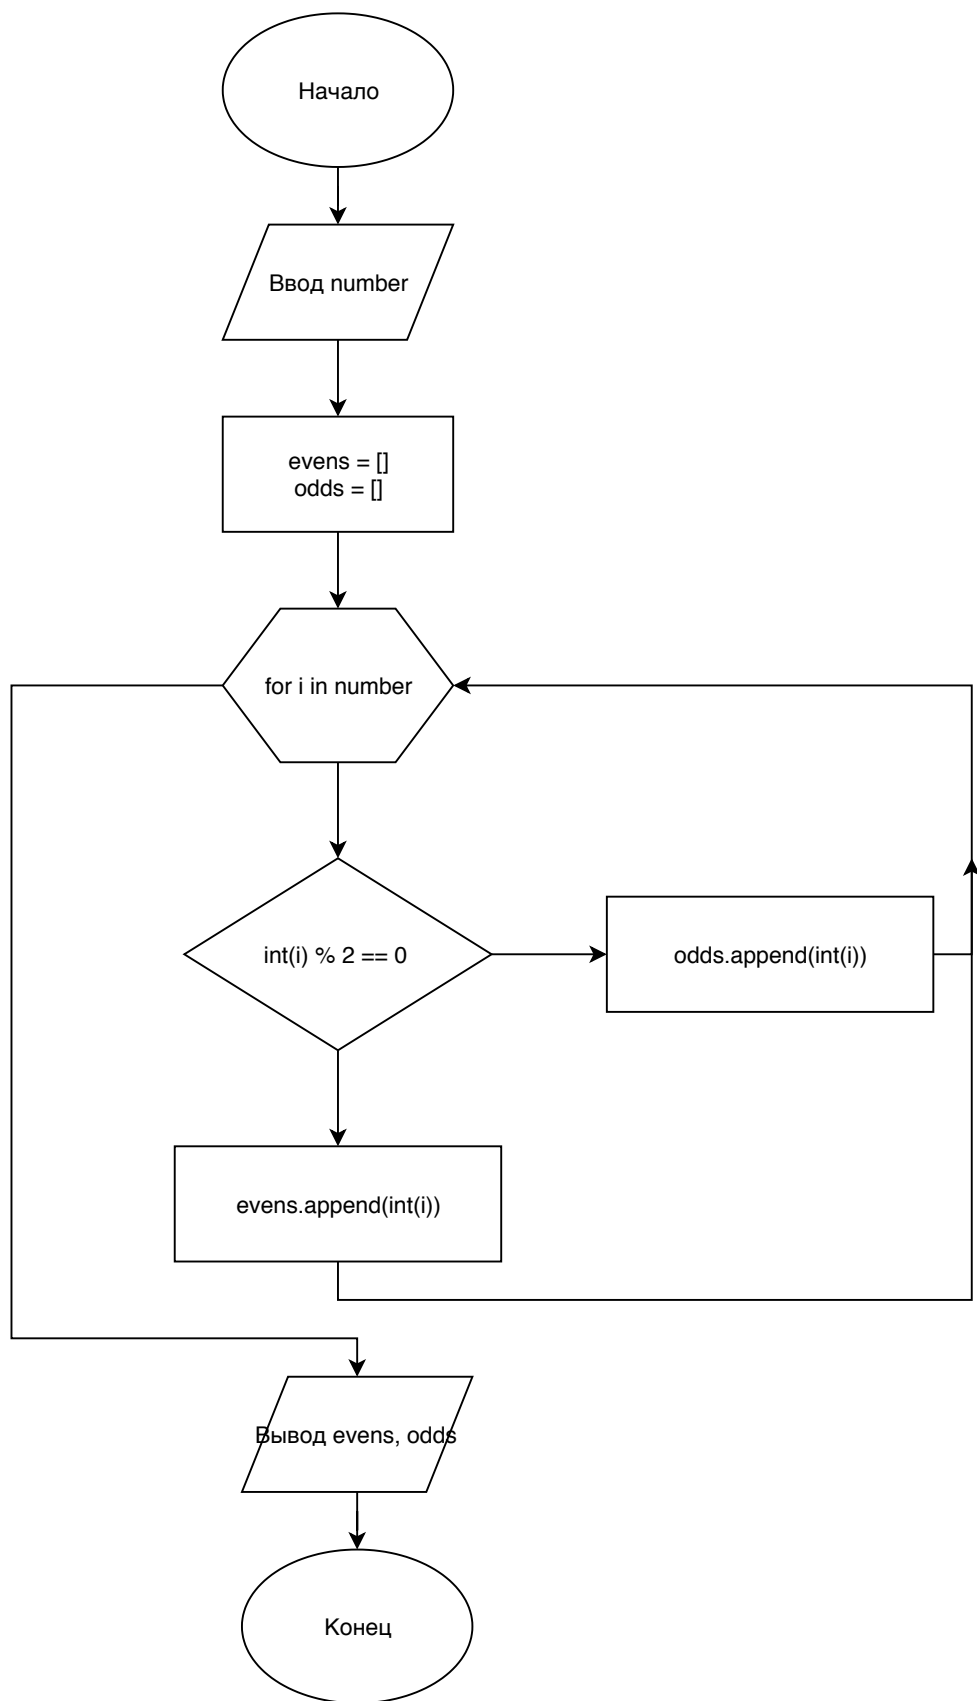 Начало
Ввод number
evens = []
odds = []
for i in number
int(i) % 2 == 0
odds.append(int(i))
evens.append(int(i))
Вывод evens, odds
Конец